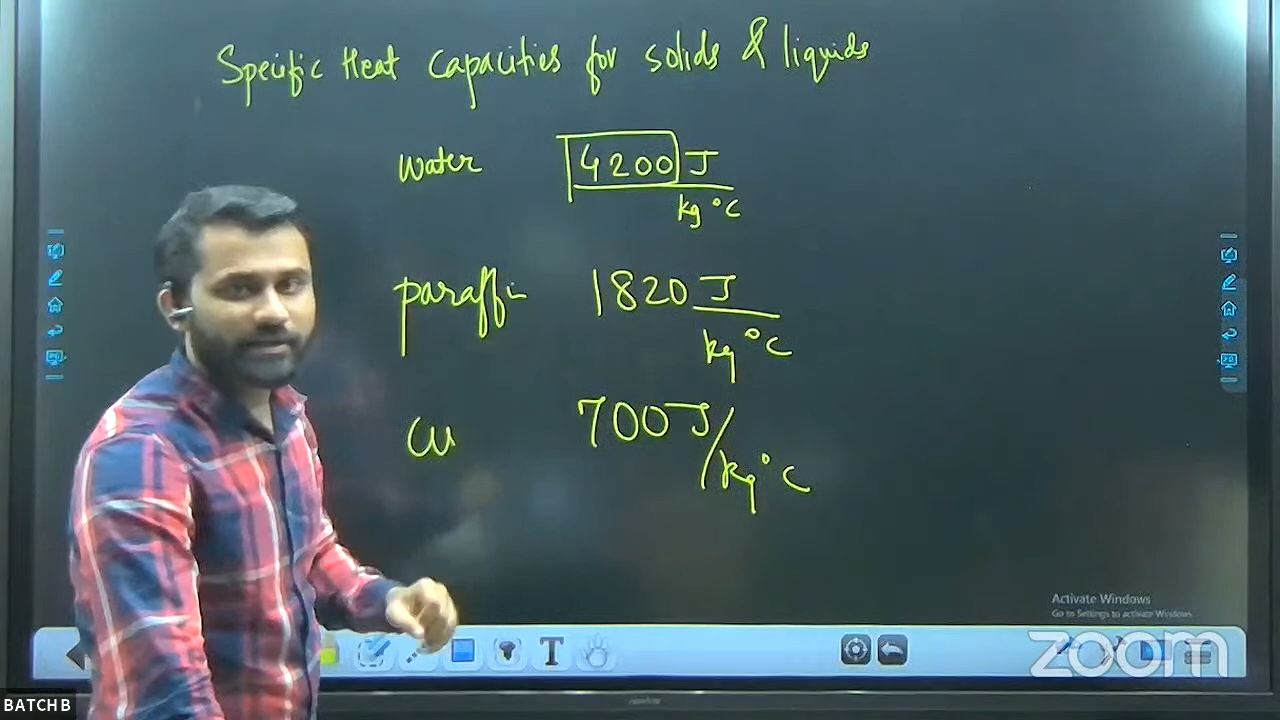 Specific Heat capacities for solids & liquids
water 4200 J
kg °C
paraffin 1820 J
kg °C
Cu 700 J/
kg °C
Activate Windows
Go to Settings to activate Windows.
T
zoom
BATCH B